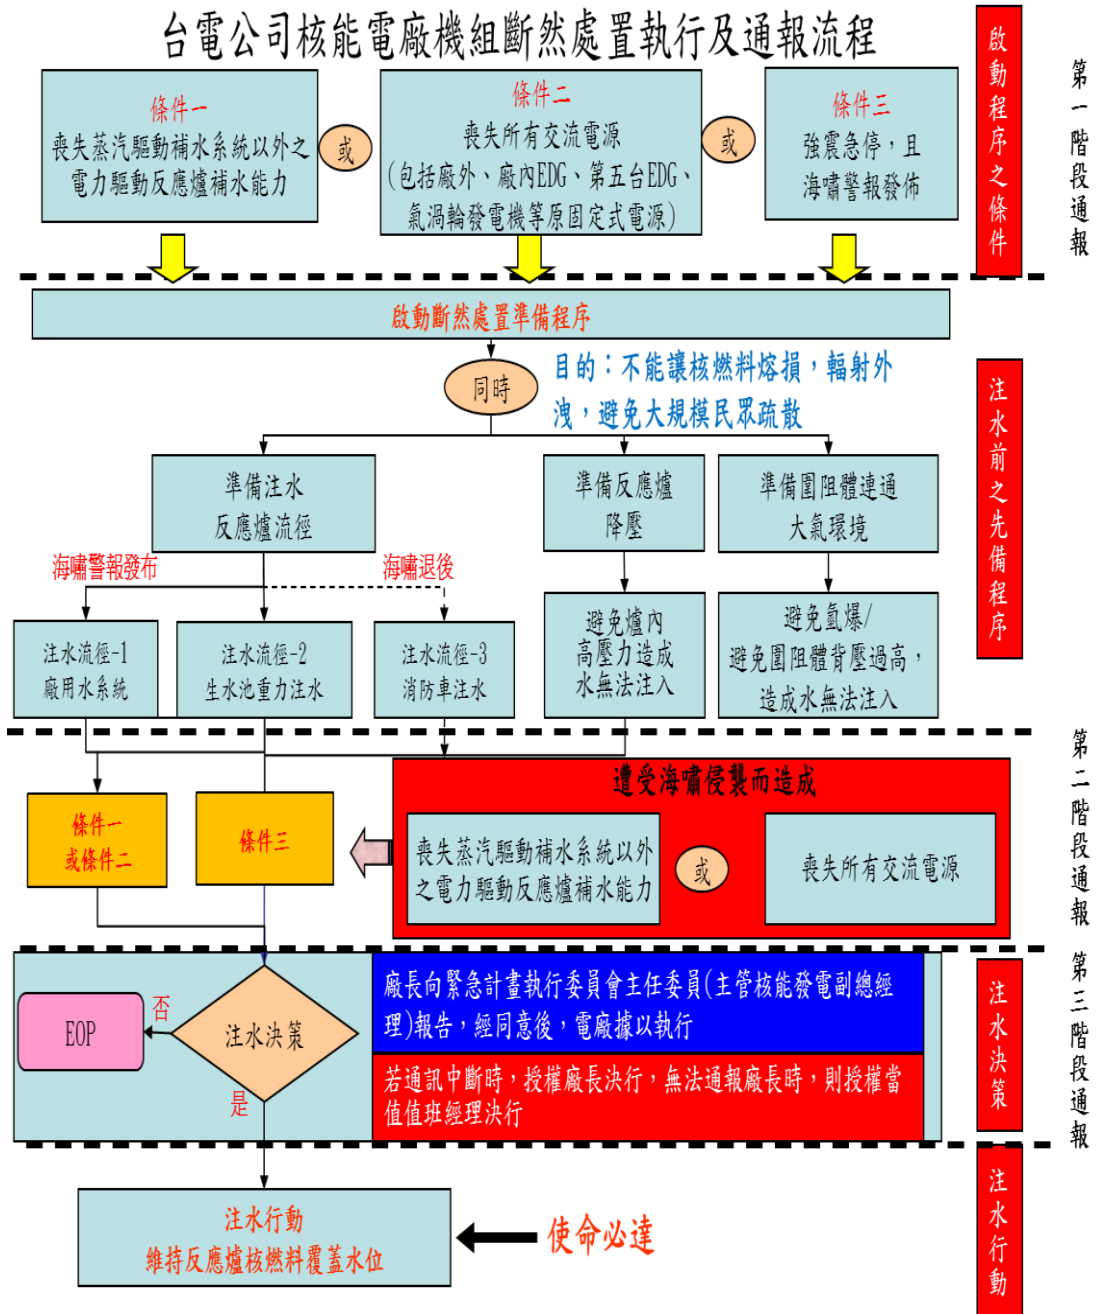 台電公司核能電廠機組斷然處置執行及通報流程
啟動程序之條件
第一階段通報
條件一
喪失蒸汽驅動補水系統以外之
電力驅動反應爐補水能力
或
條件二
喪失所有交流電源
(包括廠外、廠內EDG、第五台EDG、
氣渦輪發電機等原固定式電源)
或
條件三
強震急停，且
海嘯警報發佈
啟動斷然處置準備程序
同時
目的：不能讓核燃料熔損，輻射外
洩，避免大規模民眾疏散
注水前之先備程序
準備注水
反應爐流徑
準備反應爐
降壓
準備圍阻體連通
大氣環境
海嘯警報發布
海嘯退後
注水流徑-1
廠用水系統
注水流徑-2
生水池重力注水
注水流徑-3
消防車注水
避免爐內
高壓力造成
水無法注入
避免氫爆/
避免圍阻體背壓過高，
造成水無法注入
第二階段通報
條件一
或條件二
條件三
遭受海嘯侵襲而造成
喪失蒸汽驅動補水系統以外
之電力驅動反應爐補水能力
或
喪失所有交流電源
第三階段通報
注水決策
EOP
否
注水決策
是
廠長向緊急計畫執行委員會主任委員(主管核能發電副總經
理)報告，經同意後，電廠據以執行
若通訊中斷時，授權廠長決行，無法通報廠長時，則授權當
值值班經理決行
注水行動
注水行動
維持反應爐核燃料覆蓋水位
使命必達